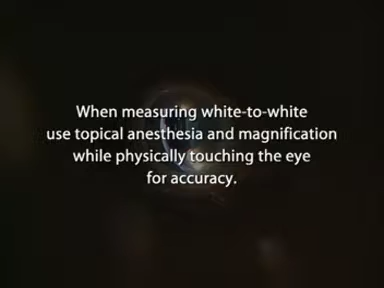 When measuring white-to-white
use topical anesthesia and magnification
while physically touching the eye
for accuracy.